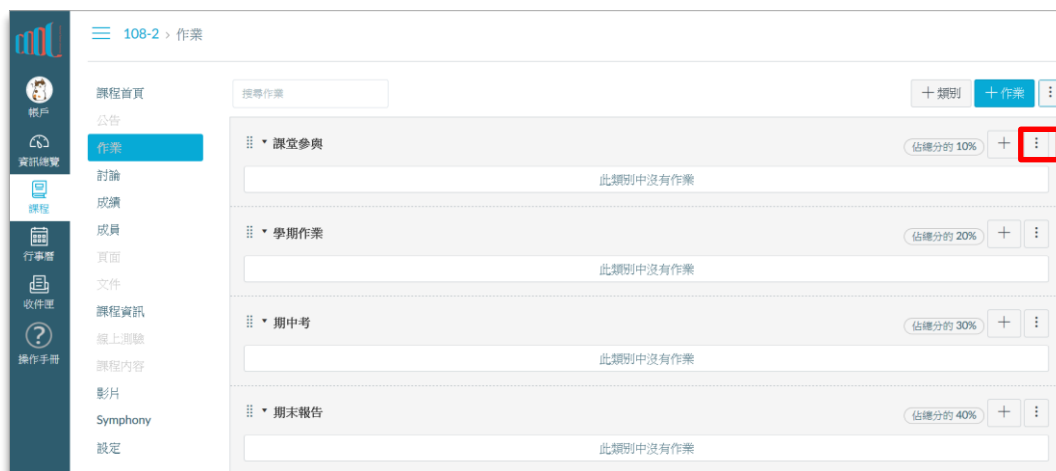 108-2 › 作業
帳戶
資訊總覽
課程
行事曆
收件匣
?
操作手冊
課程首頁
公告
作業
討論
成績
成員
頁面
文件
課程資訊
線上測驗
課程內容
影片
Symphony
設定
搜尋作業
+ 類別 + 作業
課堂參與 佔總分的 10% +
此類別中沒有作業
學期作業 佔總分的 20% +
此類別中沒有作業
期中考 佔總分的 30% +
此類別中沒有作業
期末報告 佔總分的 40% +
此類別中沒有作業